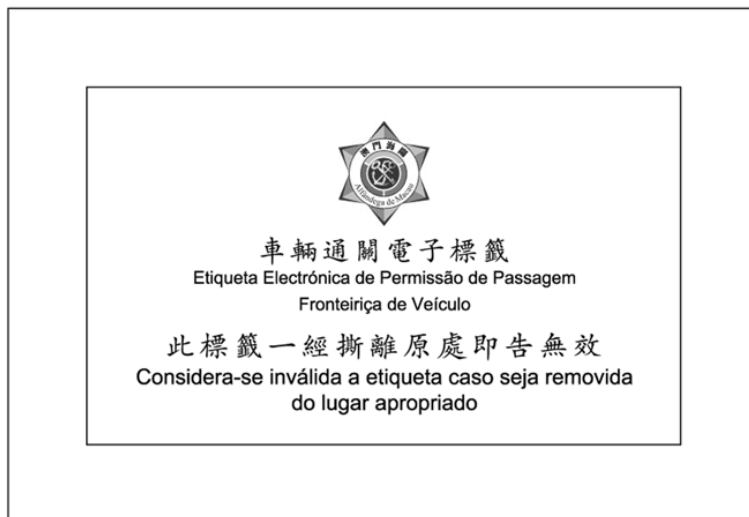 澳門海關
Alfândega de Macau
車輛通關電子標籤
Etiqueta Electrónica de Permissão de Passagem
Fronteiriça de Veículo
此標籤一經撕離原處即告無效
Considera-se inválida a etiqueta caso seja removida
do lugar apropriado